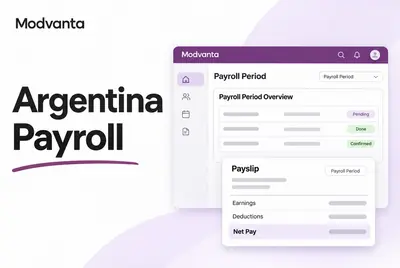 Modvanta
Argentina
Payroll
Modvanta
Payroll Period
Payroll Period
Payroll Period Overview
Pending
Done
Confirmed
Payslip
Payroll Period
Earnings
Deductions
Net Pay